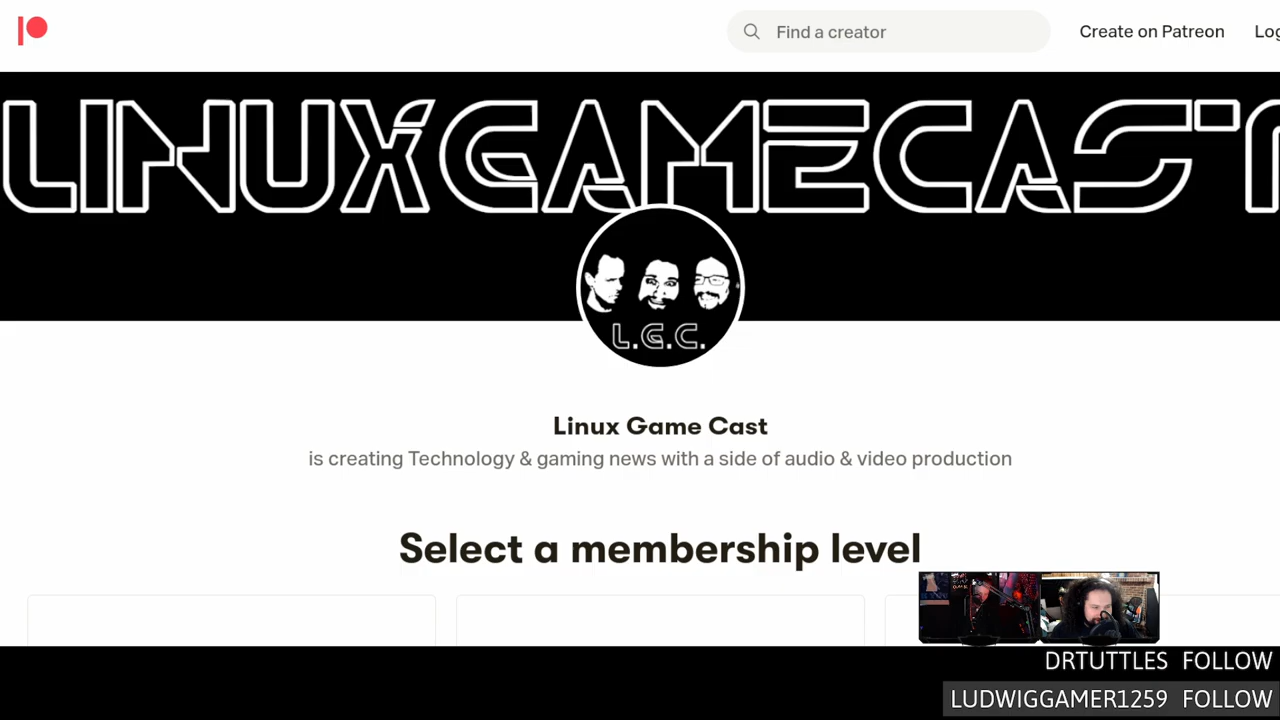 Find a creator
Create on Patreon
Log
LINUXGAMECAST
L.G.C.
Linux Game Cast
is creating Technology & gaming news with a side of audio & video production
Select a membership level
DRTUTTLES FOLLOW
LUDWIGGAMER1259 FOLLOW